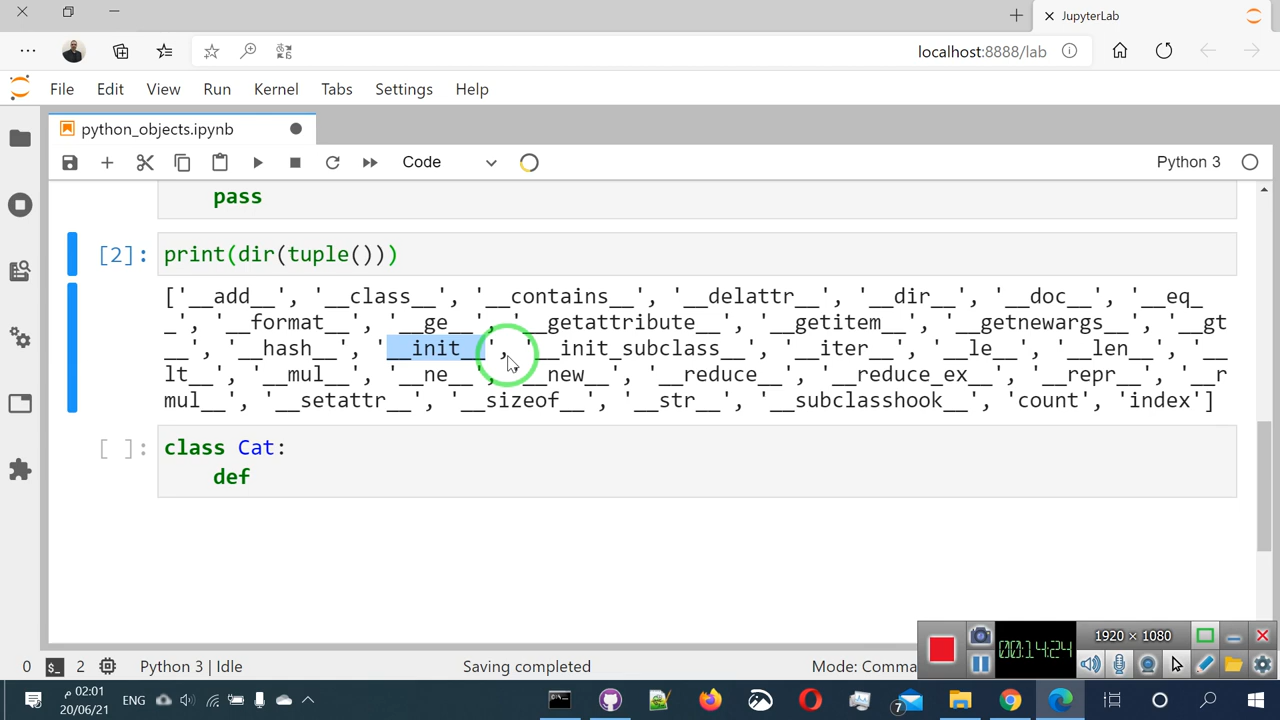 JupyterLab
localhost:8888/lab
File Edit View Run Kernel Tabs Settings Help
python_objects.ipynb
Code
Python 3
pass
[2]: print(dir(tuple()))
['__add__', '__class__', '__contains__', '__delattr__', '__dir__', '__doc__', '__eq_
_', '__format__', '__ge__', '__getattribute__', '__getitem__', '__getnewargs__', '__gt
__', '__hash__', '__init__', '__init_subclass__', '__iter__', '__le__', '__len__', '__
lt__', '__mul__', '__ne__', '__new__', '__reduce__', '__reduce_ex__', '__repr__', '__r
mul__', '__setattr__', '__sizeof__', '__str__', '__subclasshook__', 'count', 'index']
[ ]: class Cat:
def
1920 × 1080
00:14:24
0 2 Python 3 | Idle Saving completed Mode: Comma
02:01 م
20/06/21
ENG
7